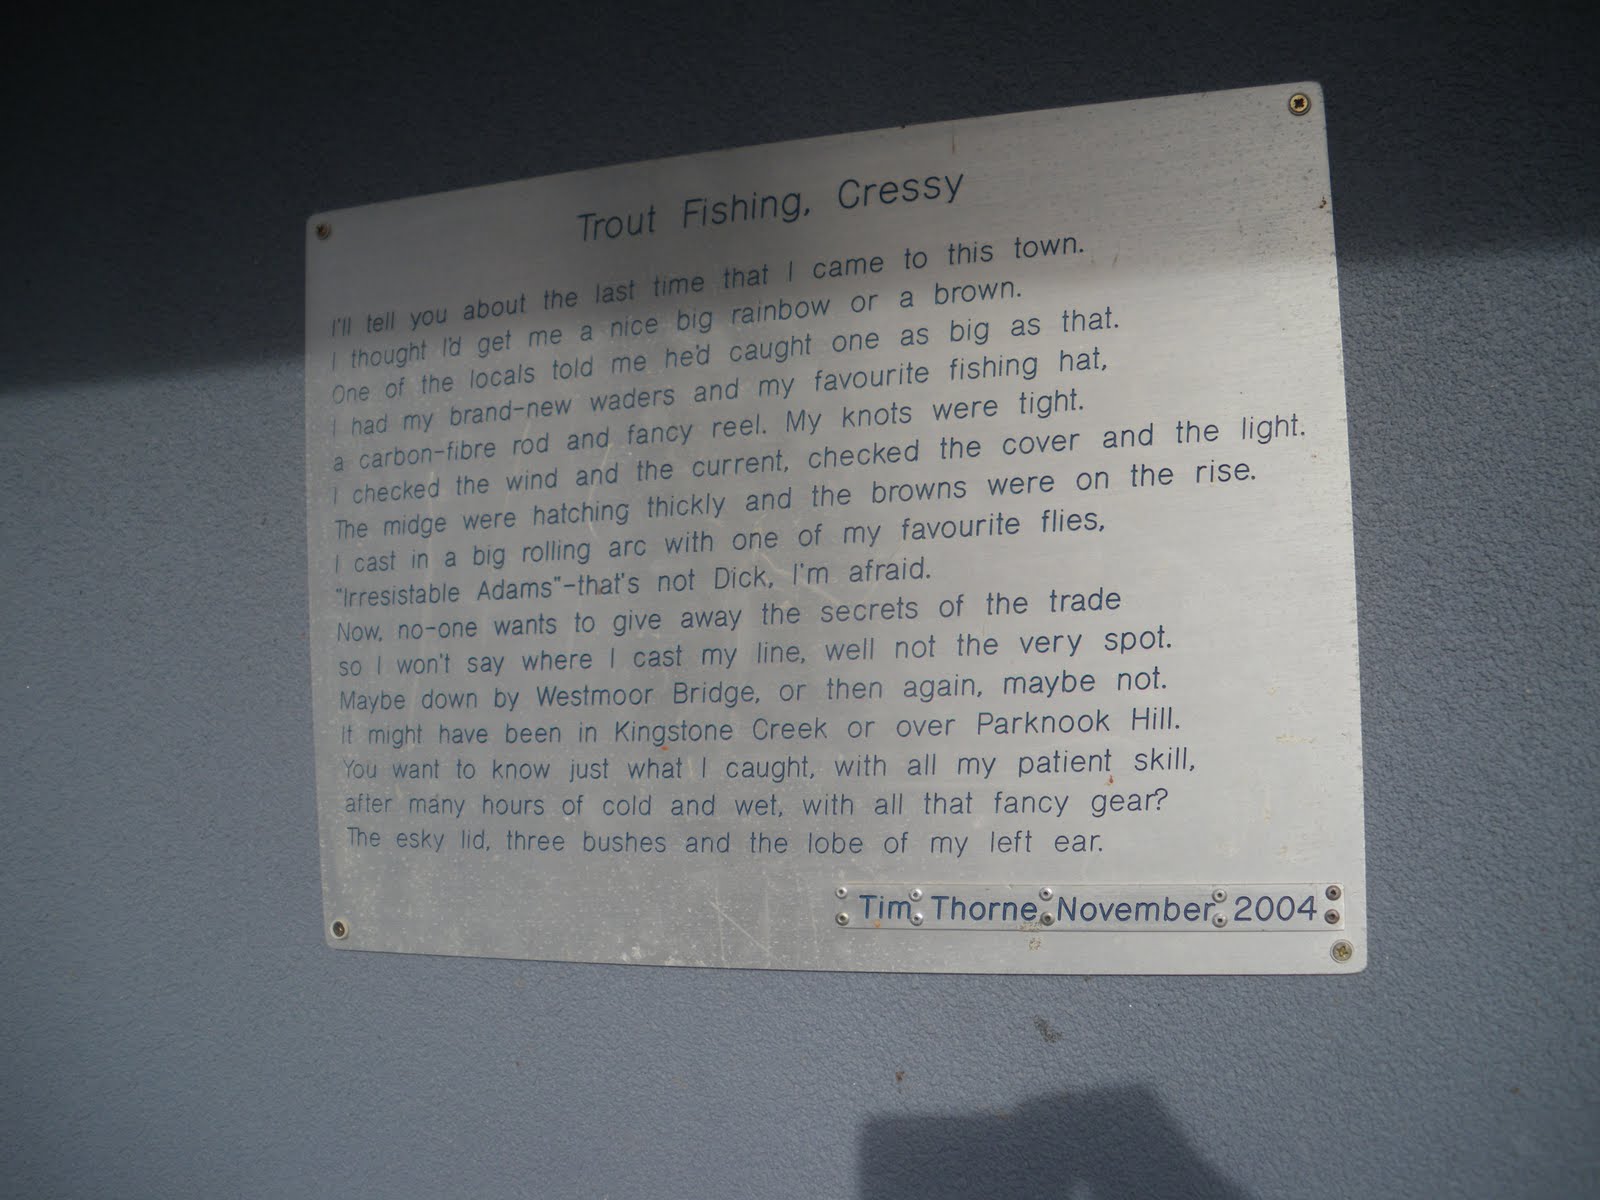 Trout Fishing, Cressy
I'll tell you about the last time that I came to this town.
I thought I'd get me a nice big rainbow or a brown.
One of the locals told me he'd caught one as big as that.
I had my brand-new waders and my favourite fishing hat,
a carbon-fibre rod and fancy reel. My knots were tight.
I checked the wind and the current, checked the cover and the light.
The midge were hatching thickly and the browns were on the rise.
I cast in a big rolling arc with one of my favourite flies,
"Irresistable Adams"-that's not Dick, I'm afraid.
Now, no-one wants to give away the secrets of the trade
so I won't say where I cast my line, well not the very spot.
Maybe down by Westmoor Bridge, or then again, maybe not.
It might have been in Kingstone Creek or over Parknook Hill.
You want to know just what I caught, with all my patient skill,
after many hours of cold and wet, with all that fancy gear?
The esky lid, three bushes and the lobe of my left ear.
Tim Thorne November 2004